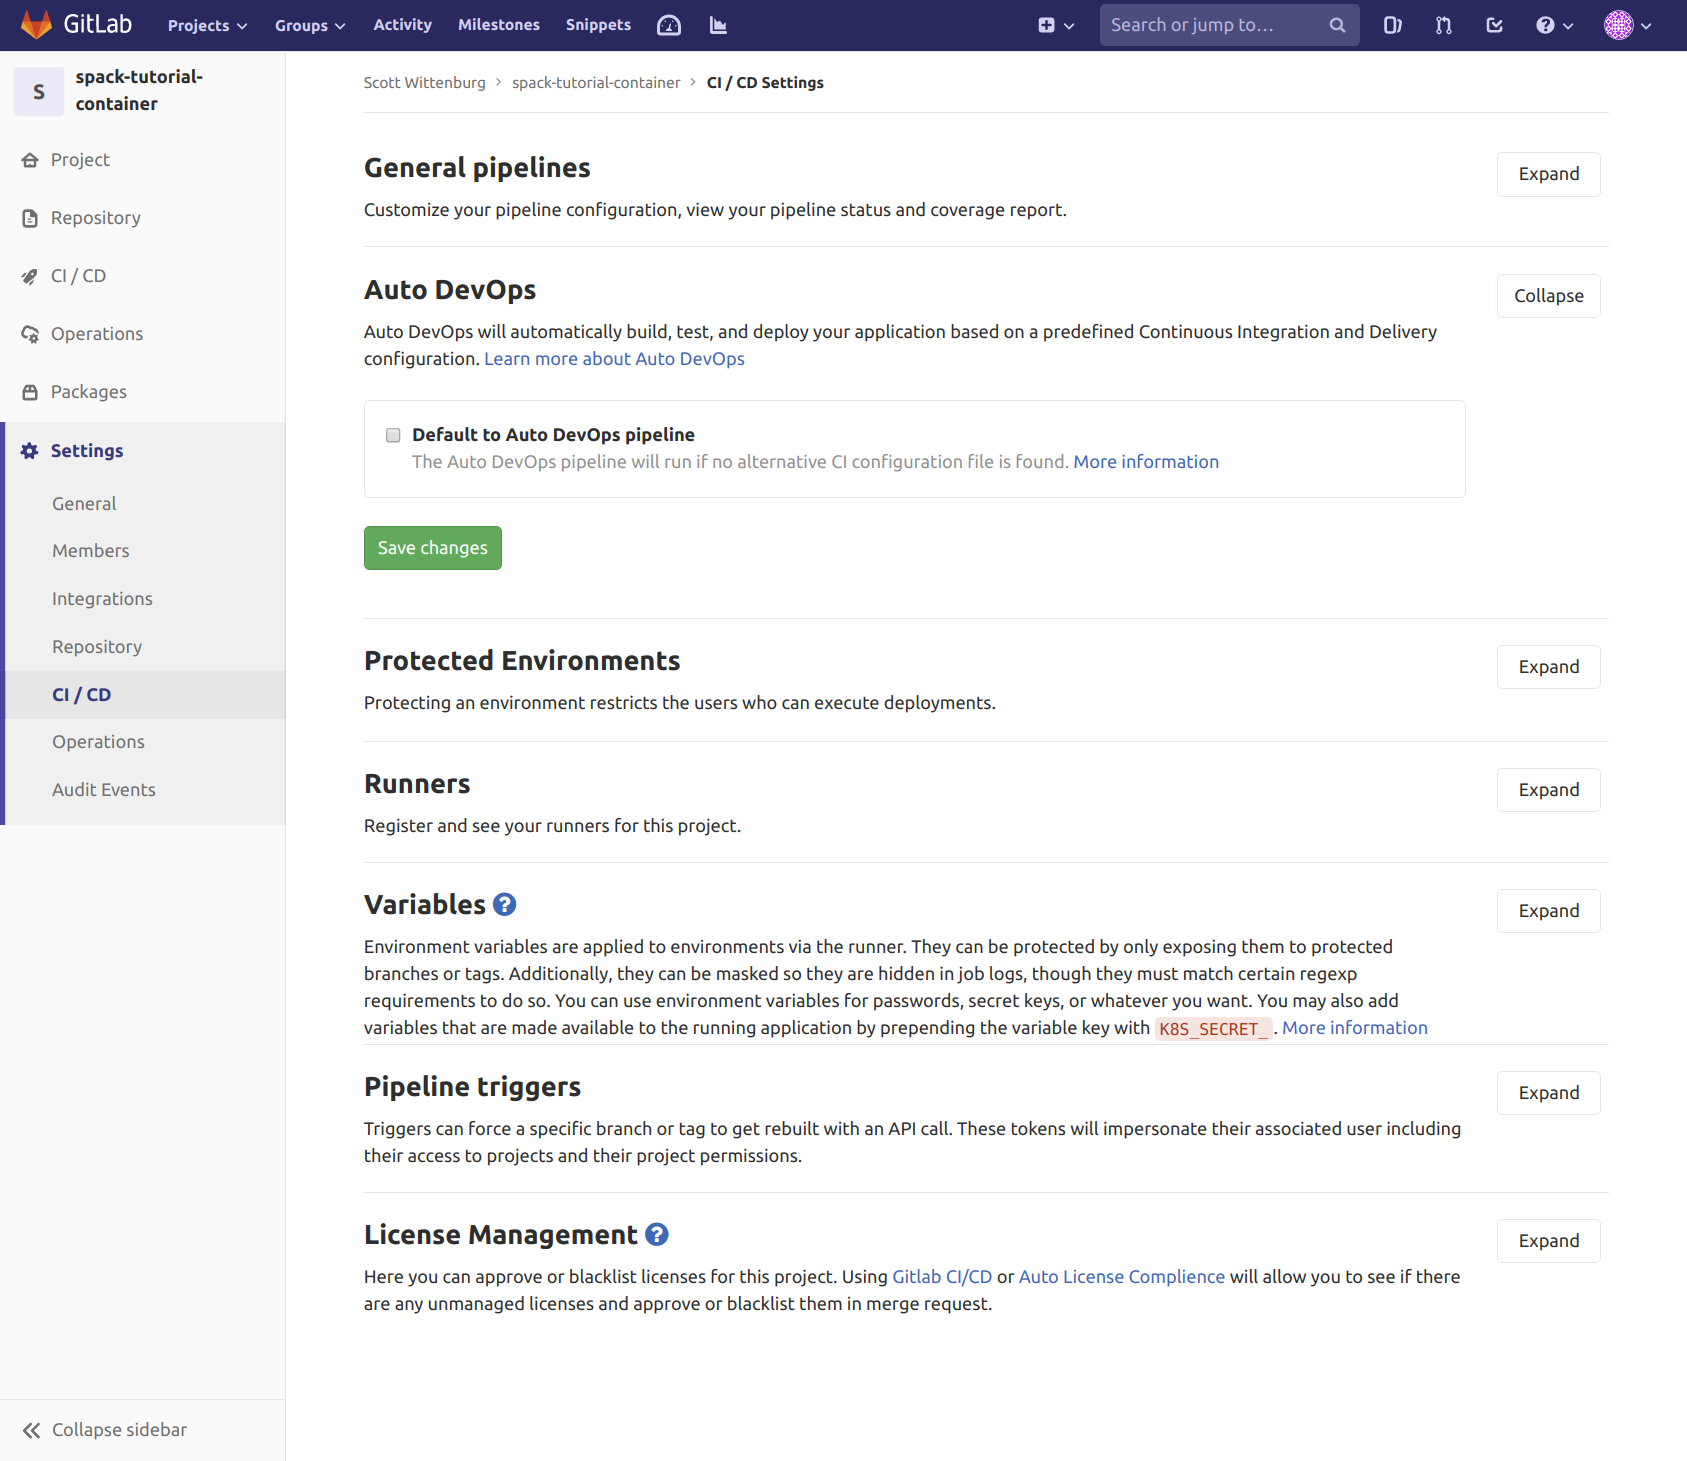 GitLab Projects Groups Activity Milestones Snippets Search or jump to…
S
spack-tutorial-
container
Project
Repository
CI / CD
Operations
Packages
Settings
General
Members
Integrations
Repository
CI / CD
Operations
Audit Events
Collapse sidebar
Scott Wittenburg › spack-tutorial-container › CI / CD Settings
General pipelines
Expand
Customize your pipeline configuration, view your pipeline status and coverage report.
Auto DevOps
Collapse
Auto DevOps will automatically build, test, and deploy your application based on a predefined Continuous Integration and Delivery
configuration. Learn more about Auto DevOps
Default to Auto DevOps pipeline
The Auto DevOps pipeline will run if no alternative CI configuration file is found. More information
Save changes
Protected Environments
Expand
Protecting an environment restricts the users who can execute deployments.
Runners
Expand
Register and see your runners for this project.
Variables ?
Expand
Environment variables are applied to environments via the runner. They can be protected by only exposing them to protected
branches or tags. Additionally, they can be masked so they are hidden in job logs, though they must match certain regexp
requirements to do so. You can use environment variables for passwords, secret keys, or whatever you want. You may also add
variables that are made available to the running application by prepending the variable key with K8S_SECRET_. More information
Pipeline triggers
Expand
Triggers can force a specific branch or tag to get rebuilt with an API call. These tokens will impersonate their associated user including
their access to projects and their project permissions.
License Management ?
Expand
Here you can approve or blacklist licenses for this project. Using Gitlab CI/CD or Auto License Complience will allow you to see if there
are any unmanaged licenses and approve or blacklist them in merge request.